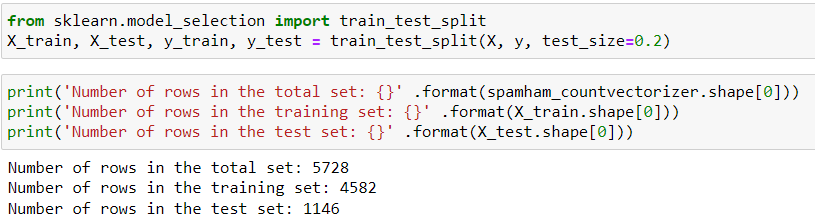 from sklearn.model_selection import train_test_split
X_train, X_test, y_train, y_test = train_test_split(X, y, test_size=0.2)
print('Number of rows in the total set: {}' .format(spamham_countvectorizer.shape[0]))
print('Number of rows in the training set: {}' .format(X_train.shape[0]))
print('Number of rows in the test set: {}' .format(X_test.shape[0]))
Number of rows in the total set: 5728
Number of rows in the training set: 4582
Number of rows in the test set: 1146